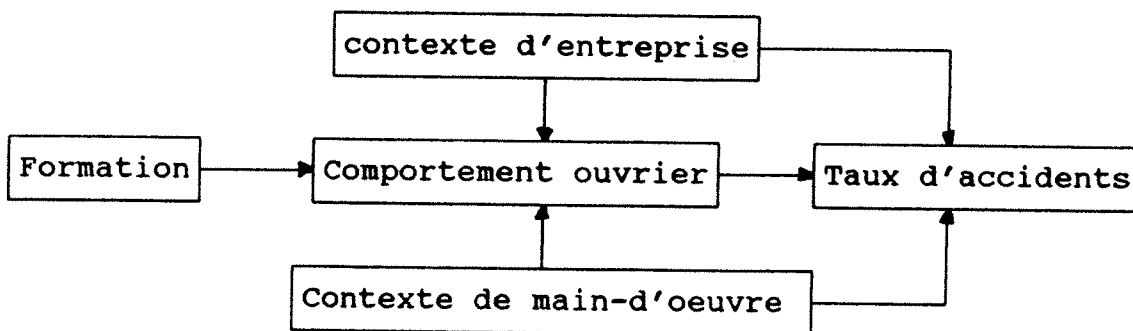 contexte d'entreprise
Formation
Comportement ouvrier
Taux d'accidents
Contexte de main-d'oeuvre